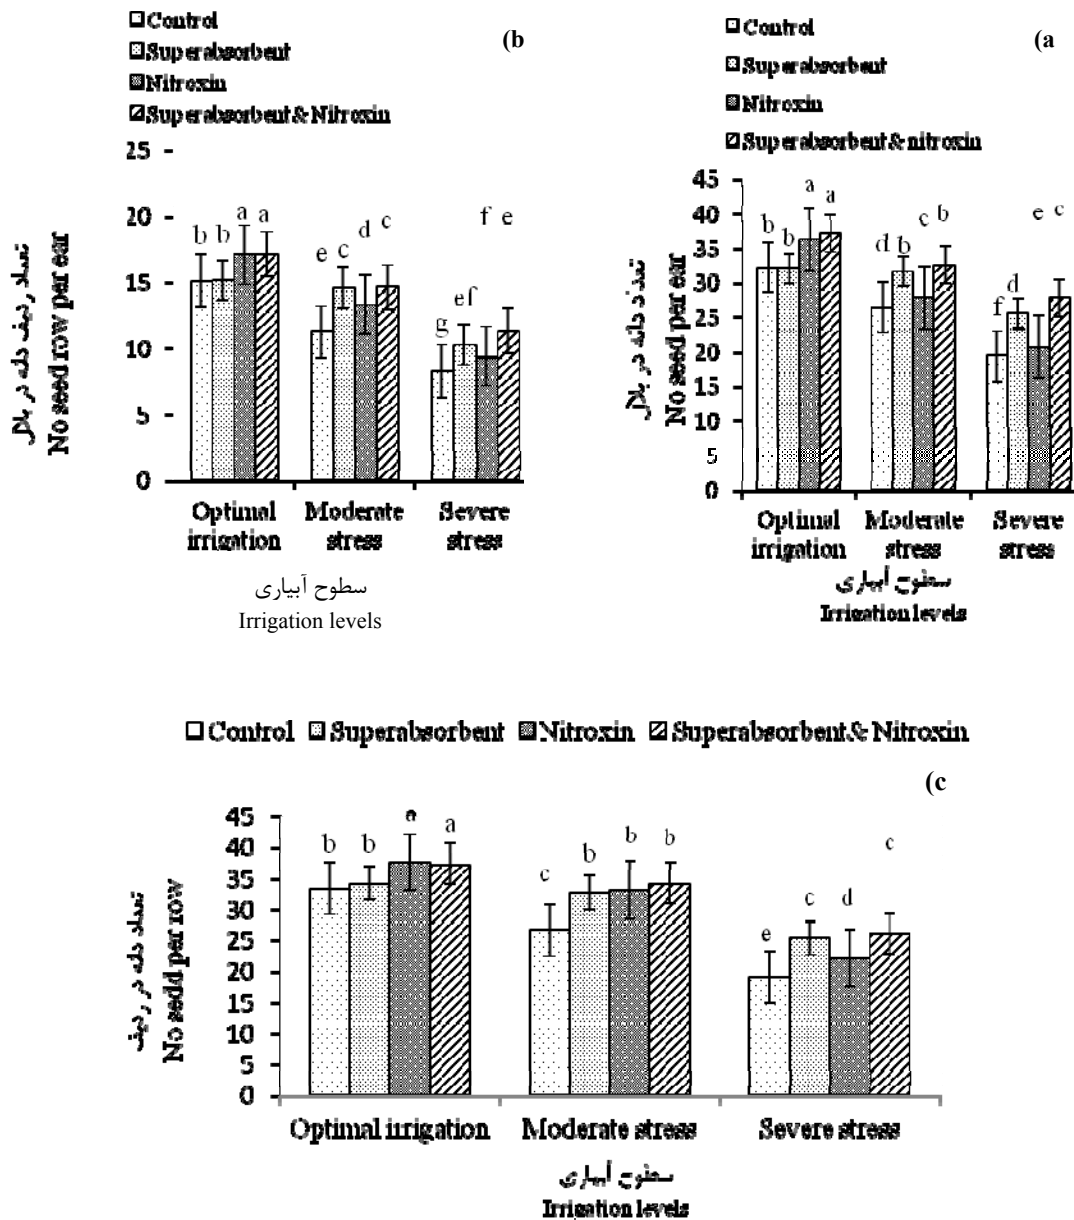 Control
Superabsorbent
Nitroxin
Superabsorbent & Nitroxin
(b
تعداد ردیف دانه در بلال
No seed row per ear
25
20
15
10
5
0
b b a a
e c d c
g ef f e
Optimal irrigation
Moderate stress
Severe stress
سطوح آبیاری
Irrigation levels
Control
Superabsorbent
Nitroxin
Superabsorbent & nitroxin
(a
تعداد دانه در بلال
No seed per ear
45
40
35
30
25
20
15
10
5
0
b b a a
d b c b
f d e c
Optimal irrigation
Moderate stress
Severe stress
سطوح آبیاری
Irrigation levels
Control Superabsorbent Nitroxin Superabsorbent & Nitroxin
(c
تعداد دانه در ردیف
No sedd per row
45
40
35
30
25
20
15
10
5
0
b b a a
c b b b
e c d c
Optimal irrigation Moderate stress Severe stress
سطوح آبیاری
Irrigation levels